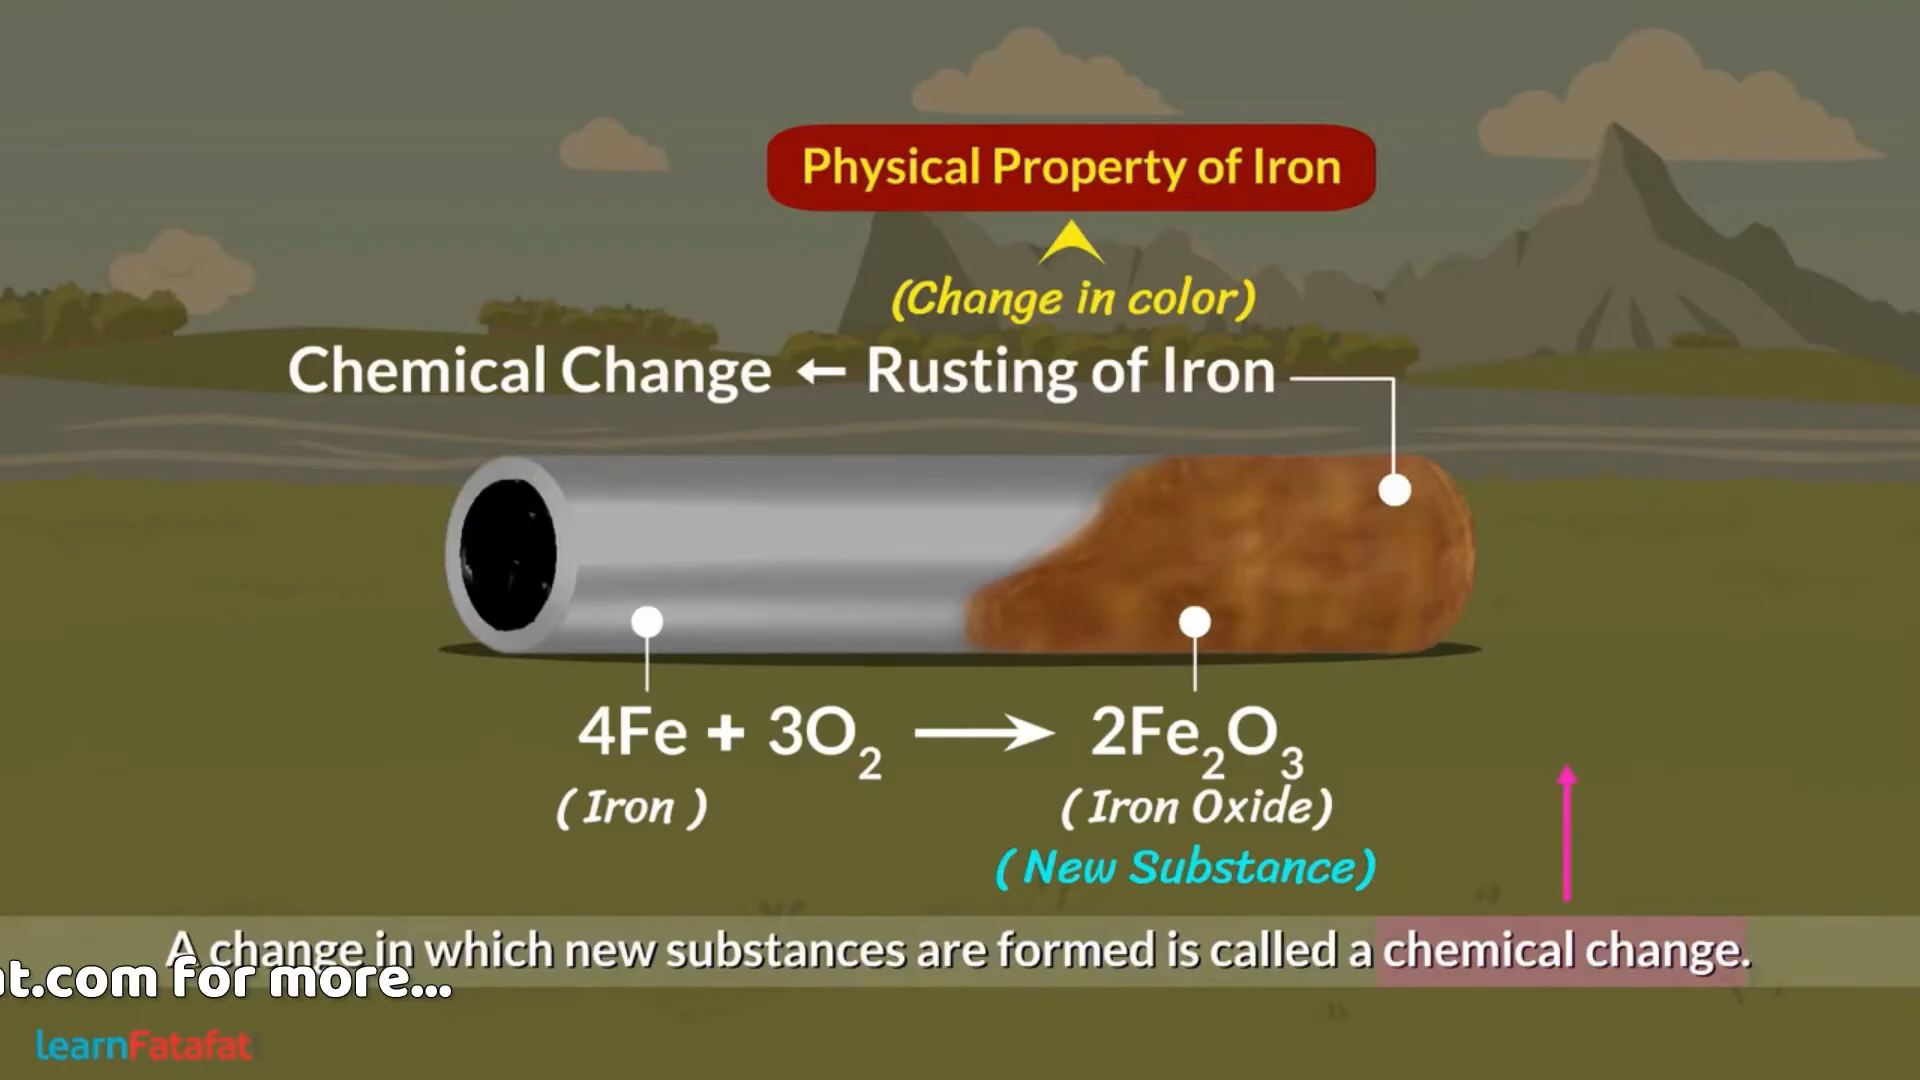 Physical Property of Iron
(Change in color)
Chemical Change ← Rusting of Iron
4Fe + 3O₂ → 2Fe₂O₃
( Iron )
( Iron Oxide)
( New Substance)
A change in which new substances are formed is called a chemical change.
at.com for more...
learnFatafat